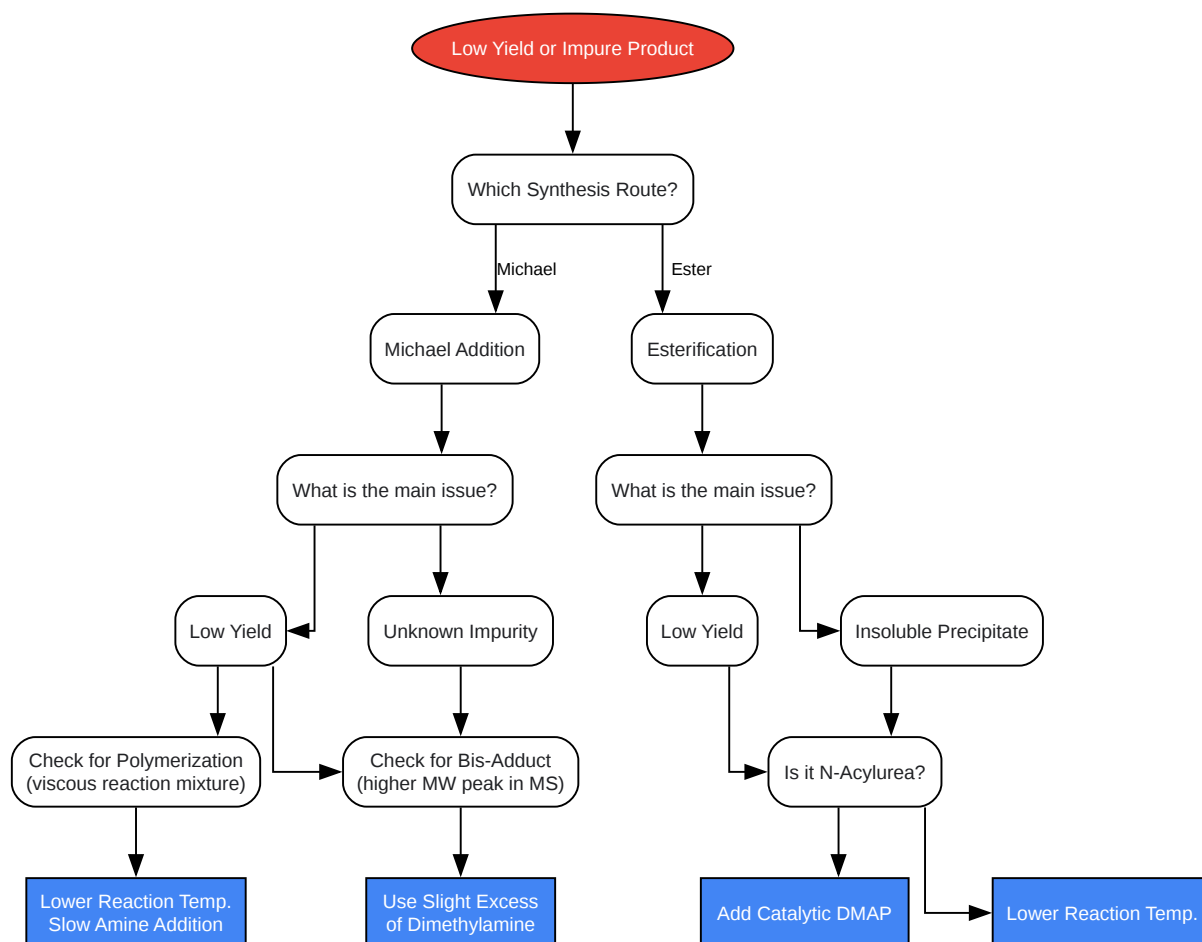 Low Yield or Impure Product
Which Synthesis Route?
Michael
Ester
Michael Addition
Esterification
What is the main issue?
What is the main issue?
Low Yield
Unknown Impurity
Low Yield
Insoluble Precipitate
Check for Polymerization
(viscous reaction mixture)
Check for Bis-Adduct
(higher MW peak in MS)
Is it N-Acylurea?
Lower Reaction Temp.
Slow Amine Addition
Use Slight Excess
of Dimethylamine
Add Catalytic DMAP
Lower Reaction Temp.